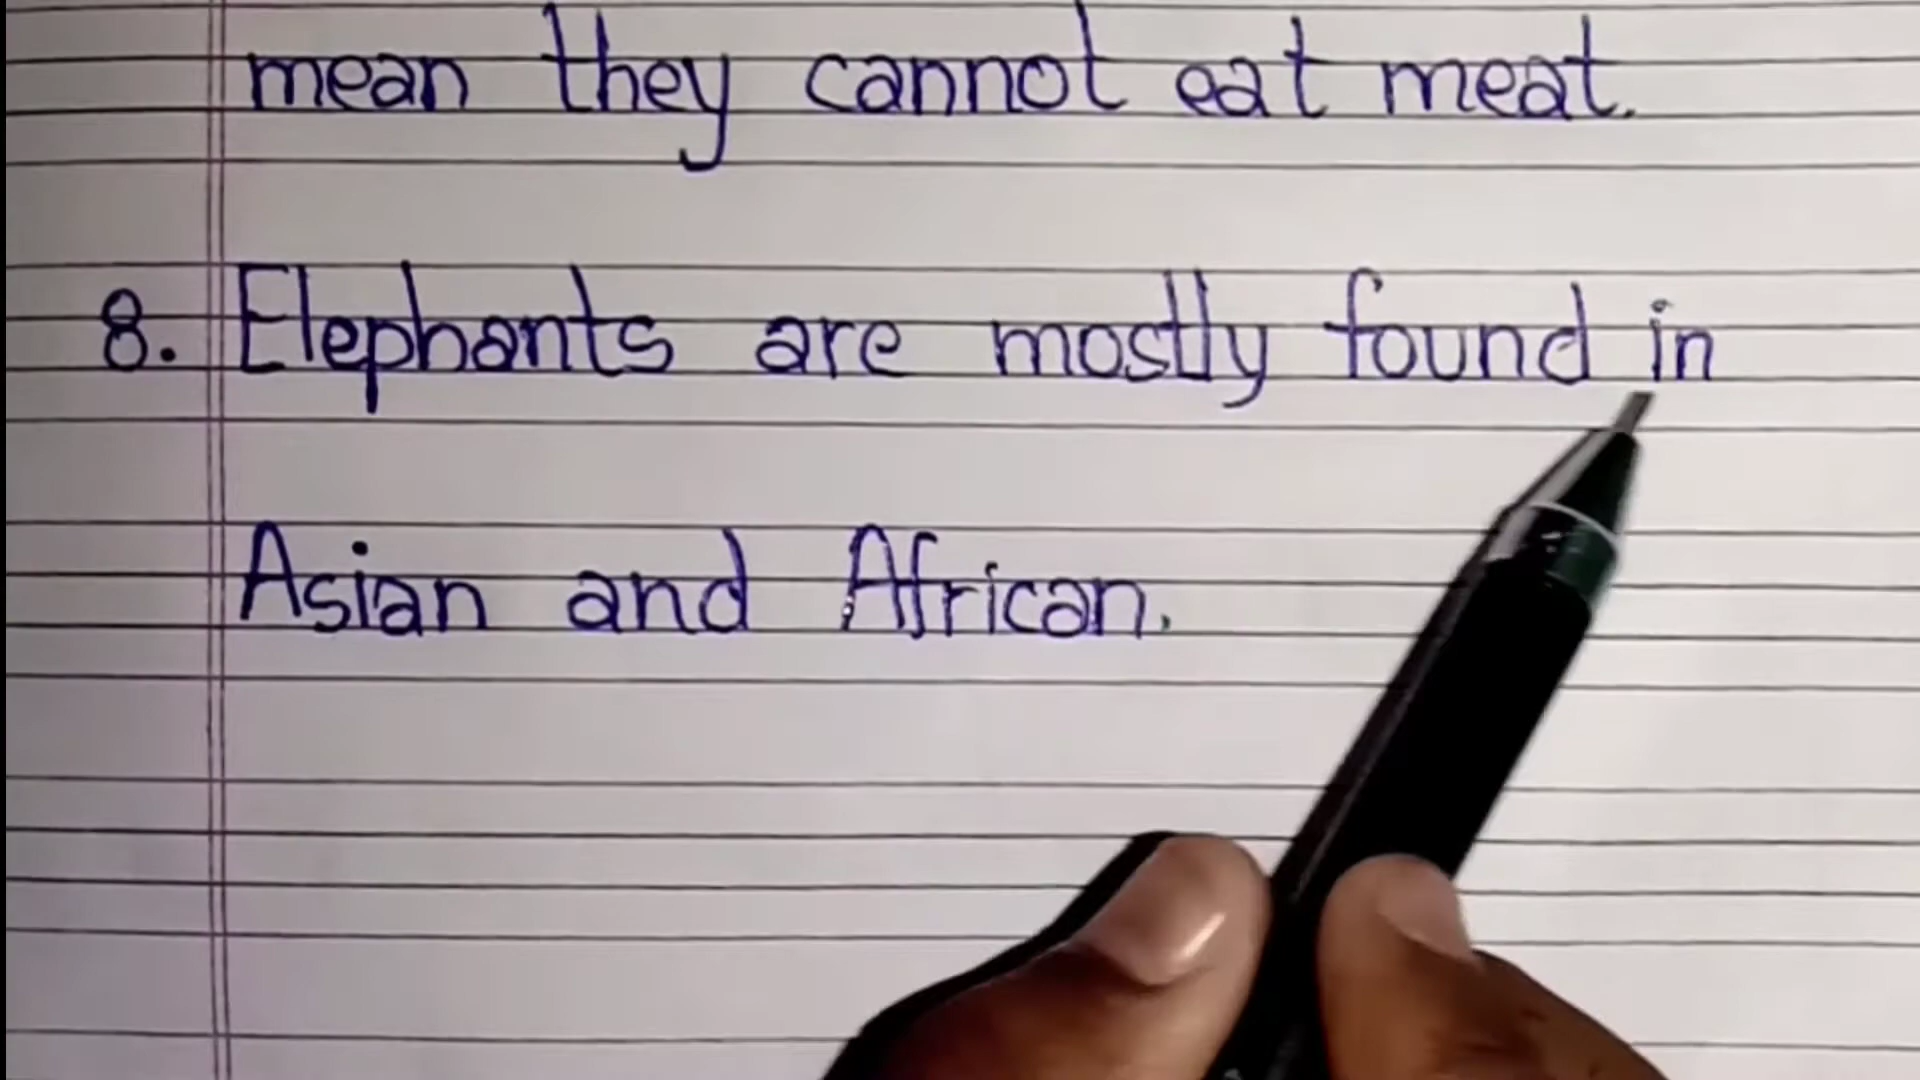 mean they cannot eat meat.
8. Elephants are mostly found in
Asian and African.